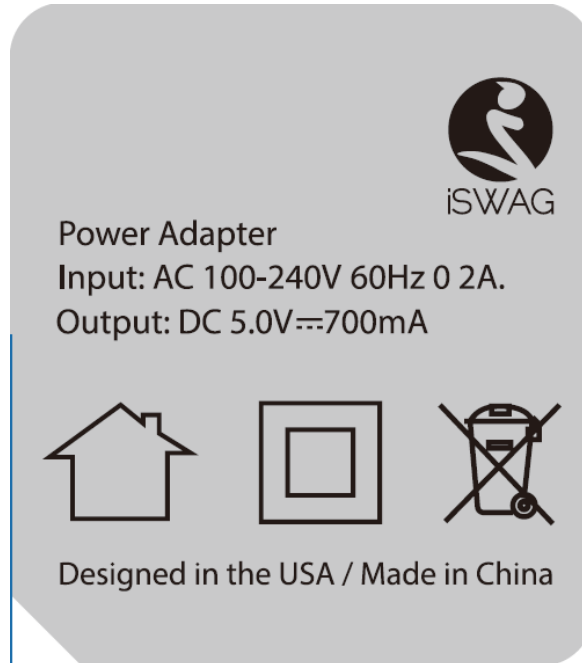 iSWAG
Power Adapter
Input: AC 100-240V 60Hz 0 2A.
Output: DC 5.0V⎓700mA
Designed in the USA / Made in China